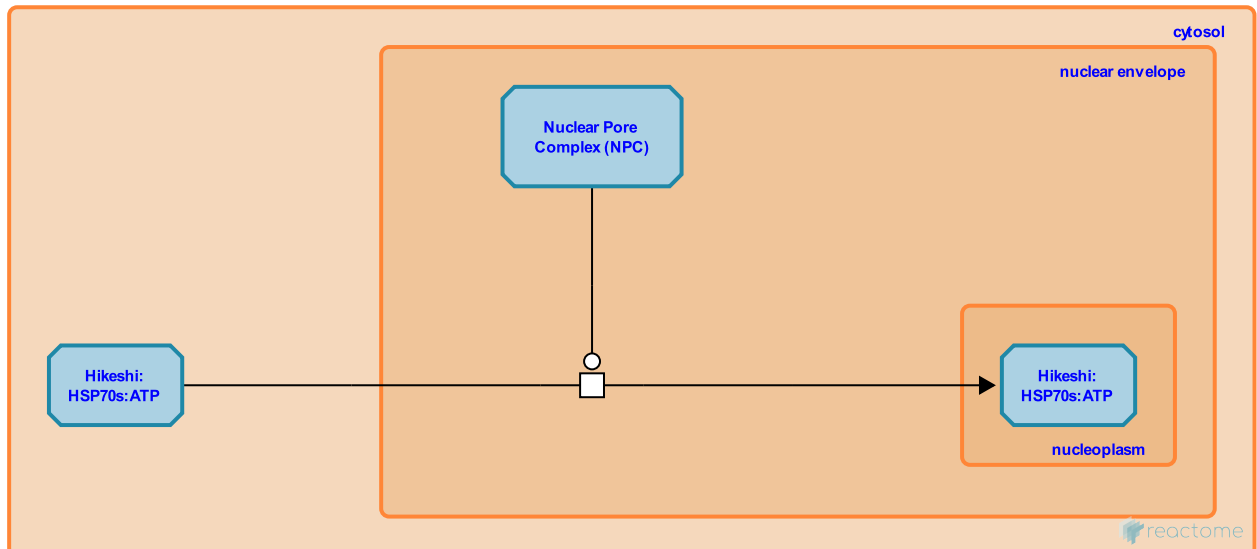 cytosol
nuclear envelope
Nuclear Pore
Complex (NPC)
Hikeshi:
HSP70s:ATP
Hikeshi:
HSP70s:ATP
nucleoplasm
reactome